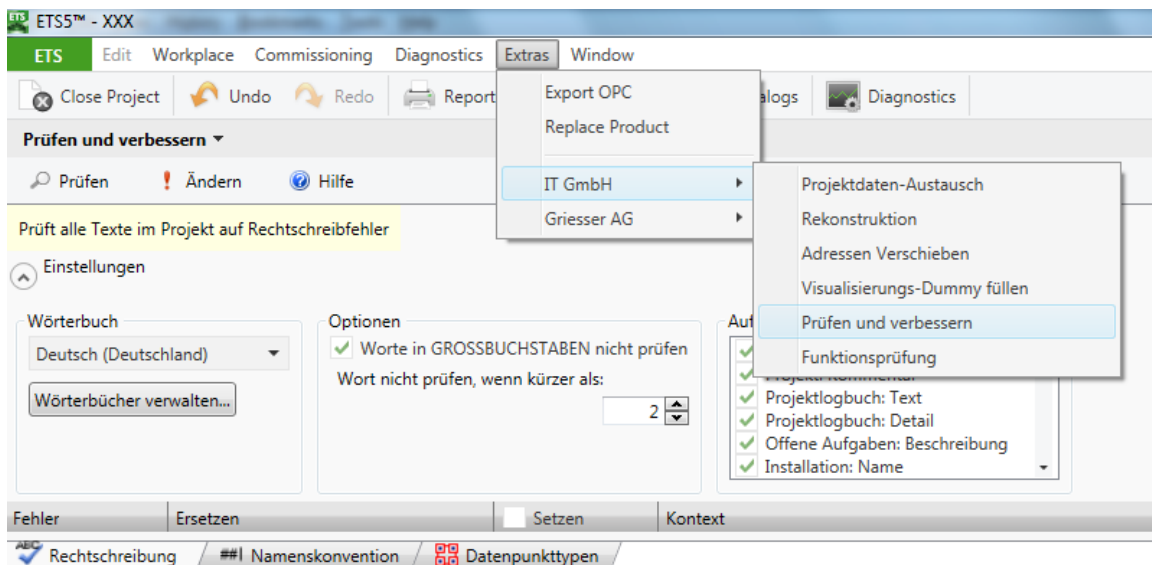 ETS5™ - XXX
ETS Edit Workplace Commissioning Diagnostics Extras Window
Close Project Undo Redo Report alogs Diagnostics
Export OPC
Replace Product
IT GmbH
Griesser AG
Projektdaten-Austausch
Rekonstruktion
Adressen Verschieben
Visualisierungs-Dummy füllen
Prüfen und verbessern
Funktionsprüfung
Prüfen und verbessern
Prüfen Ändern Hilfe
Prüft alle Texte im Projekt auf Rechtschreibfehler
Einstellungen
Wörterbuch
Deutsch (Deutschland)
Wörterbücher verwalten...
Optionen
Worte in GROSSBUCHSTABEN nicht prüfen
Wort nicht prüfen, wenn kürzer als:
2
Auf
Projektlogbuch: Text
Projektlogbuch: Detail
Offene Aufgaben: Beschreibung
Installation: Name
Fehler Ersetzen Setzen Kontext
ABC Rechtschreibung ##I Namenskonvention Datenpunkttypen